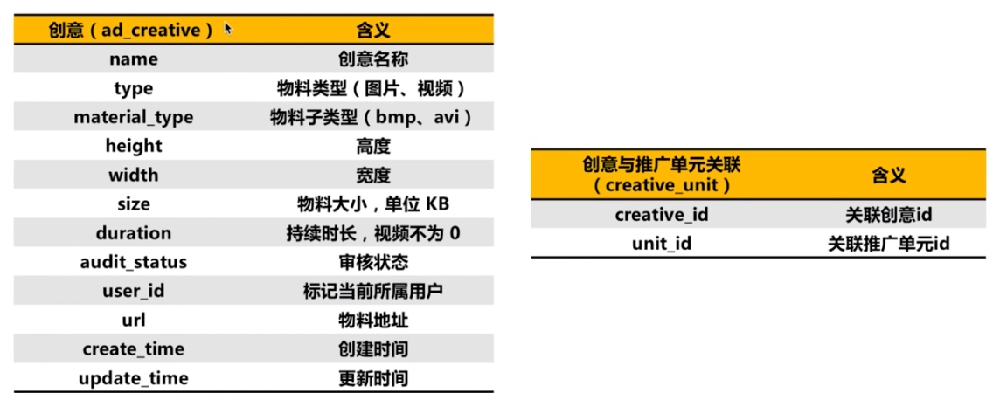 创意（ad_creative） 含义
name 创意名称
type 物料类型（图片、视频）
material_type 物料子类型（bmp、avi）
height 高度
width 宽度
size 物料大小，单位 KB
duration 持续时长，视频不为 0
audit_status 审核状态
user_id 标记当前所属用户
url 物料地址
create_time 创建时间
update_time 更新时间
创意与推广单元关联
（creative_unit） 含义
creative_id 关联创意id
unit_id 关联推广单元id